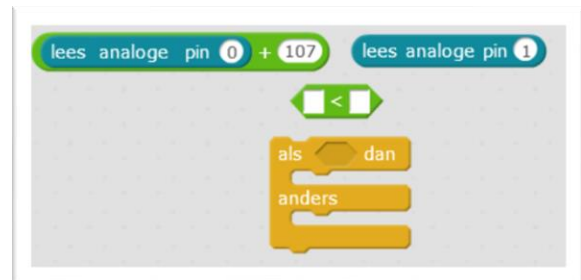 lees analoge pin 0 + 107 lees analoge pin 1
<
als dan
anders